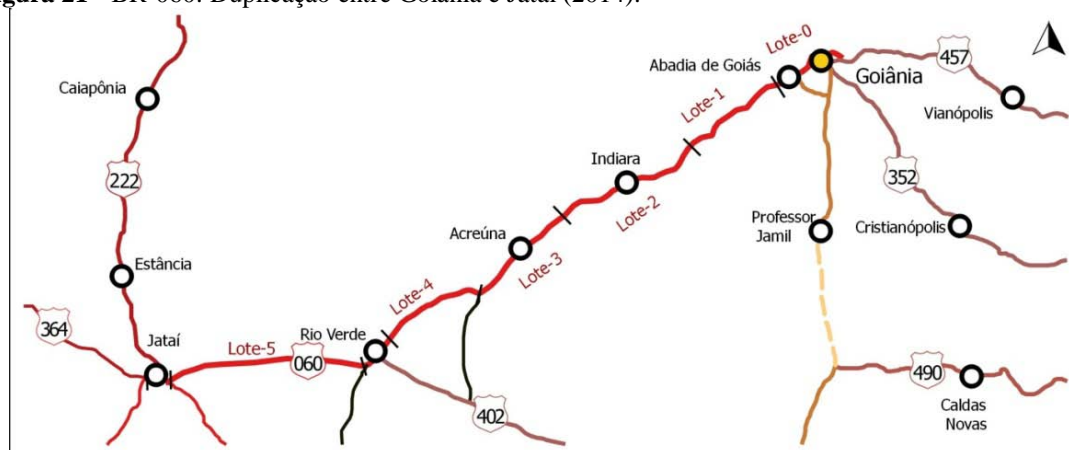 Figura 21 - BR-060: Duplicação entre Goiânia e Jataí (2014).
Lote-0
Abadia de Goiás
Goiânia
457
Caiapônia
Vianópolis
Lote-1
Indiara
222
352
Lote-2
Professor
Jamil
Cristianópolis
Acreúna
Estância
Lote-3
Lote-4
364
Rio Verde
Jataí
Lote-5
060
490
402
Caldas
Novas